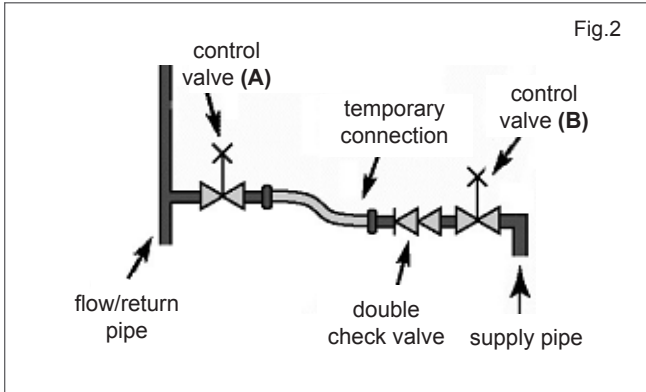 Fig.2
control
valve (A)
temporary
connection
control
valve (B)
flow/return
pipe
double
check valve
supply pipe